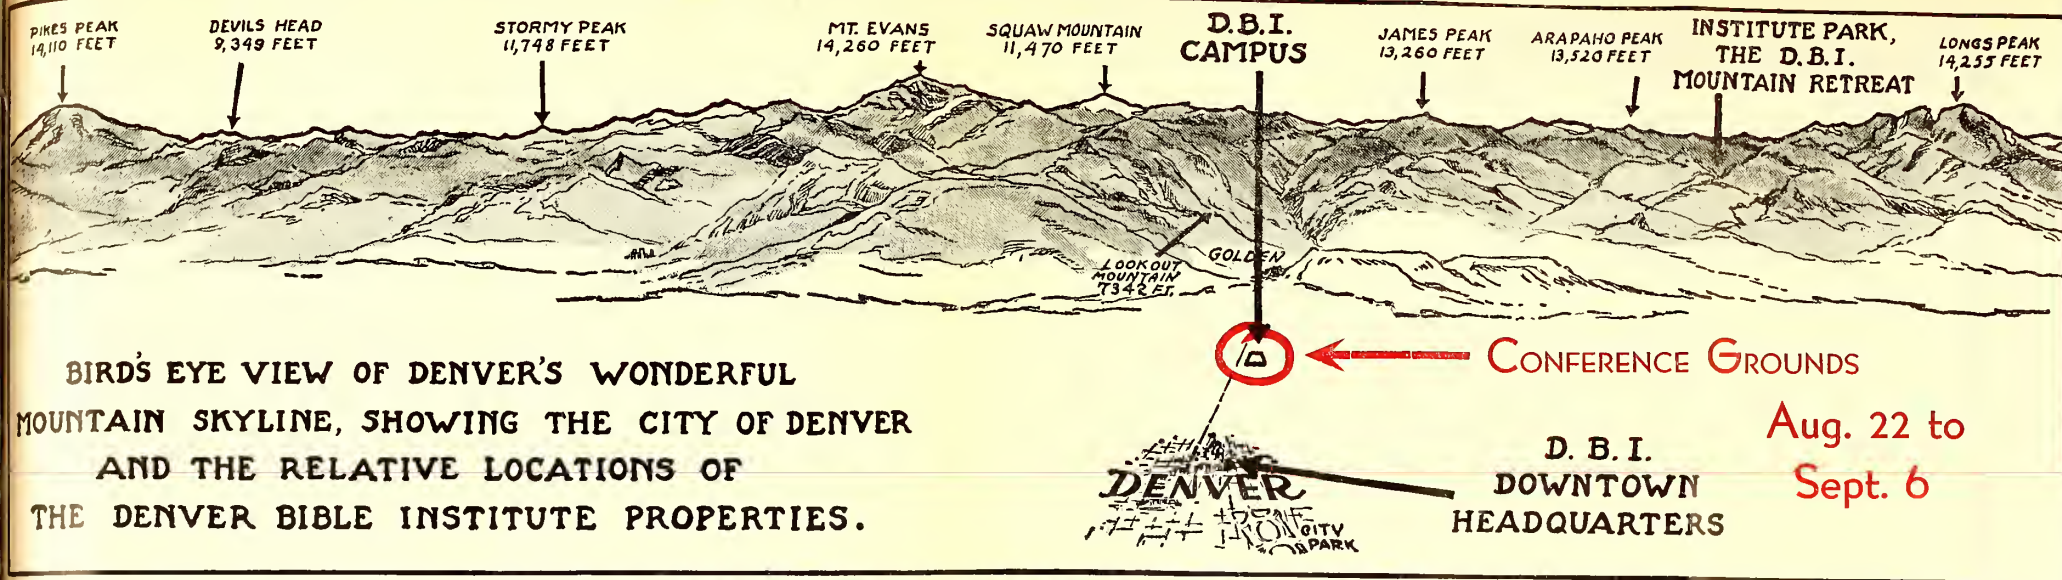 PIKES PEAK
14,110 FEET
DEVILS HEAD
9,349 FEET
STORMY PEAK
11,748 FEET
MT. EVANS
14,260 FEET
SQUAW MOUNTAIN
11,470 FEET
D.B.I.
CAMPUS
JAMES PEAK
13,260 FEET
ARAPAHO PEAK
13,520 FEET
INSTITUTE PARK,
THE D.B.I.
MOUNTAIN RETREAT
LONGS PEAK
14,255 FEET
LOOKOUT
MOUNTAIN
7342 FT.
GOLDEN
CONFERENCE GROUNDS
Aug. 22 to
Sept. 6
BIRD'S EYE VIEW OF DENVER'S WONDERFUL
MOUNTAIN SKYLINE, SHOWING THE CITY OF DENVER
AND THE RELATIVE LOCATIONS OF
THE DENVER BIBLE INSTITUTE PROPERTIES.
DENVER
CITY
PARK
D. B. I.
DOWNTOWN
HEADQUARTERS